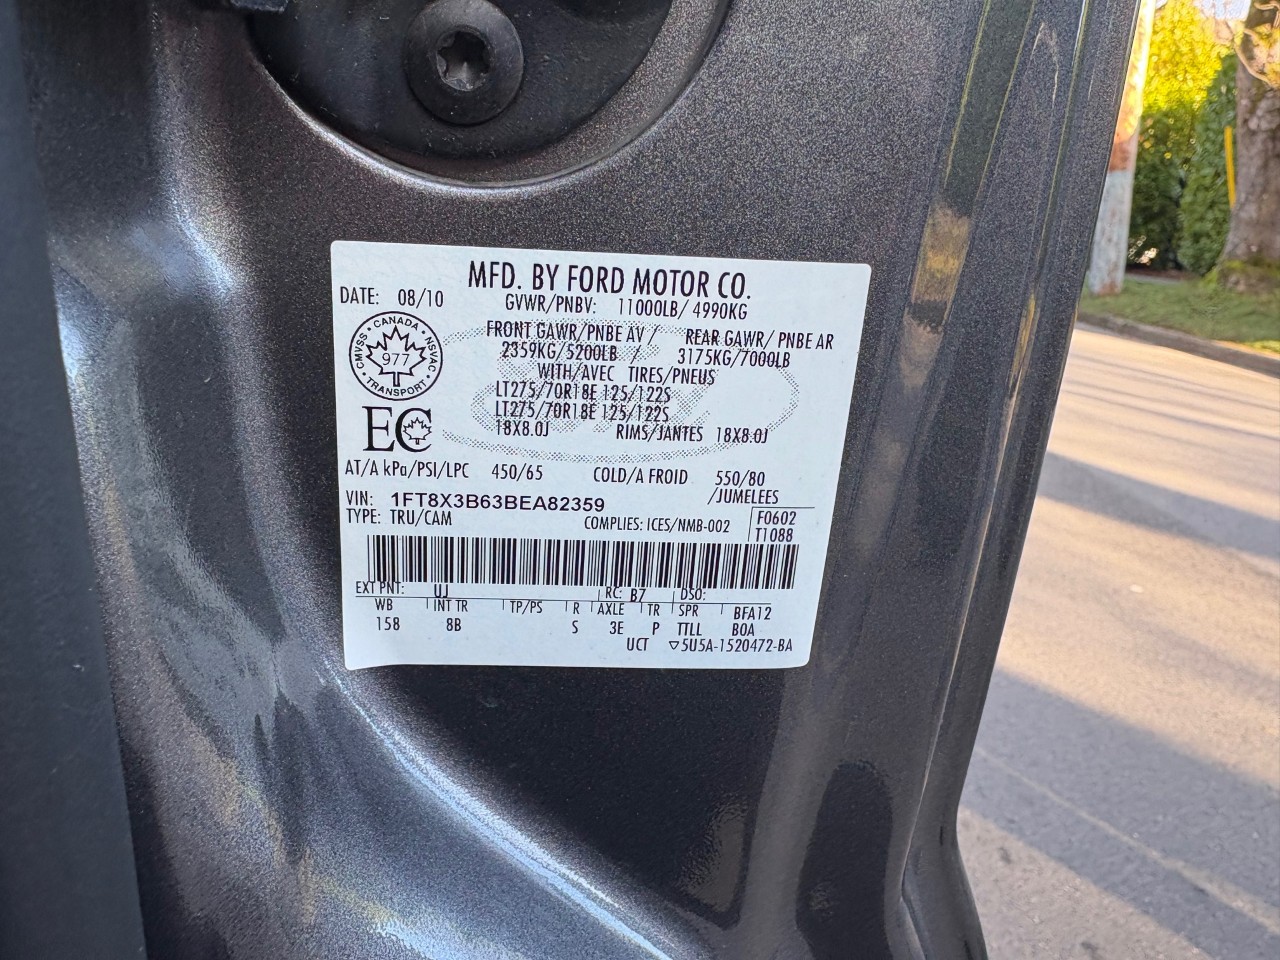 MFD. BY FORD MOTOR CO.
DATE: 08/10
GVWR/PNBV: 11000LB/ 4990KG
FRONT GAWR/PNBE AV / REAR GAWR/ PNBE AR
2359KG/5200LB / 3175KG/7000LB
WITH/AVEC TIRES/PNEUS
LT275/70R18E 125/122S
LT275/70R18E 125/122S
18X8.0J RIMS/JANTES 18X8.0J
CANADA
CMVSS NSVAC
977
TRANSPORT
EC
AT/A kPa/PSI/LPC 450/65 COLD/A FROID 550/80
/JUMELEES
VIN: 1FT8X3B63BEA82359
TYPE: TRU/CAM COMPLIES: ICES/NMB-002 F0602
T1088
EXT PNT: UJ RC: B7 DSO:
WB INT TR TP/PS R AXLE TR SPR BFA12
158 8B S 3E P TTLL BOA
UCT ▽5U5A-1520472-BA